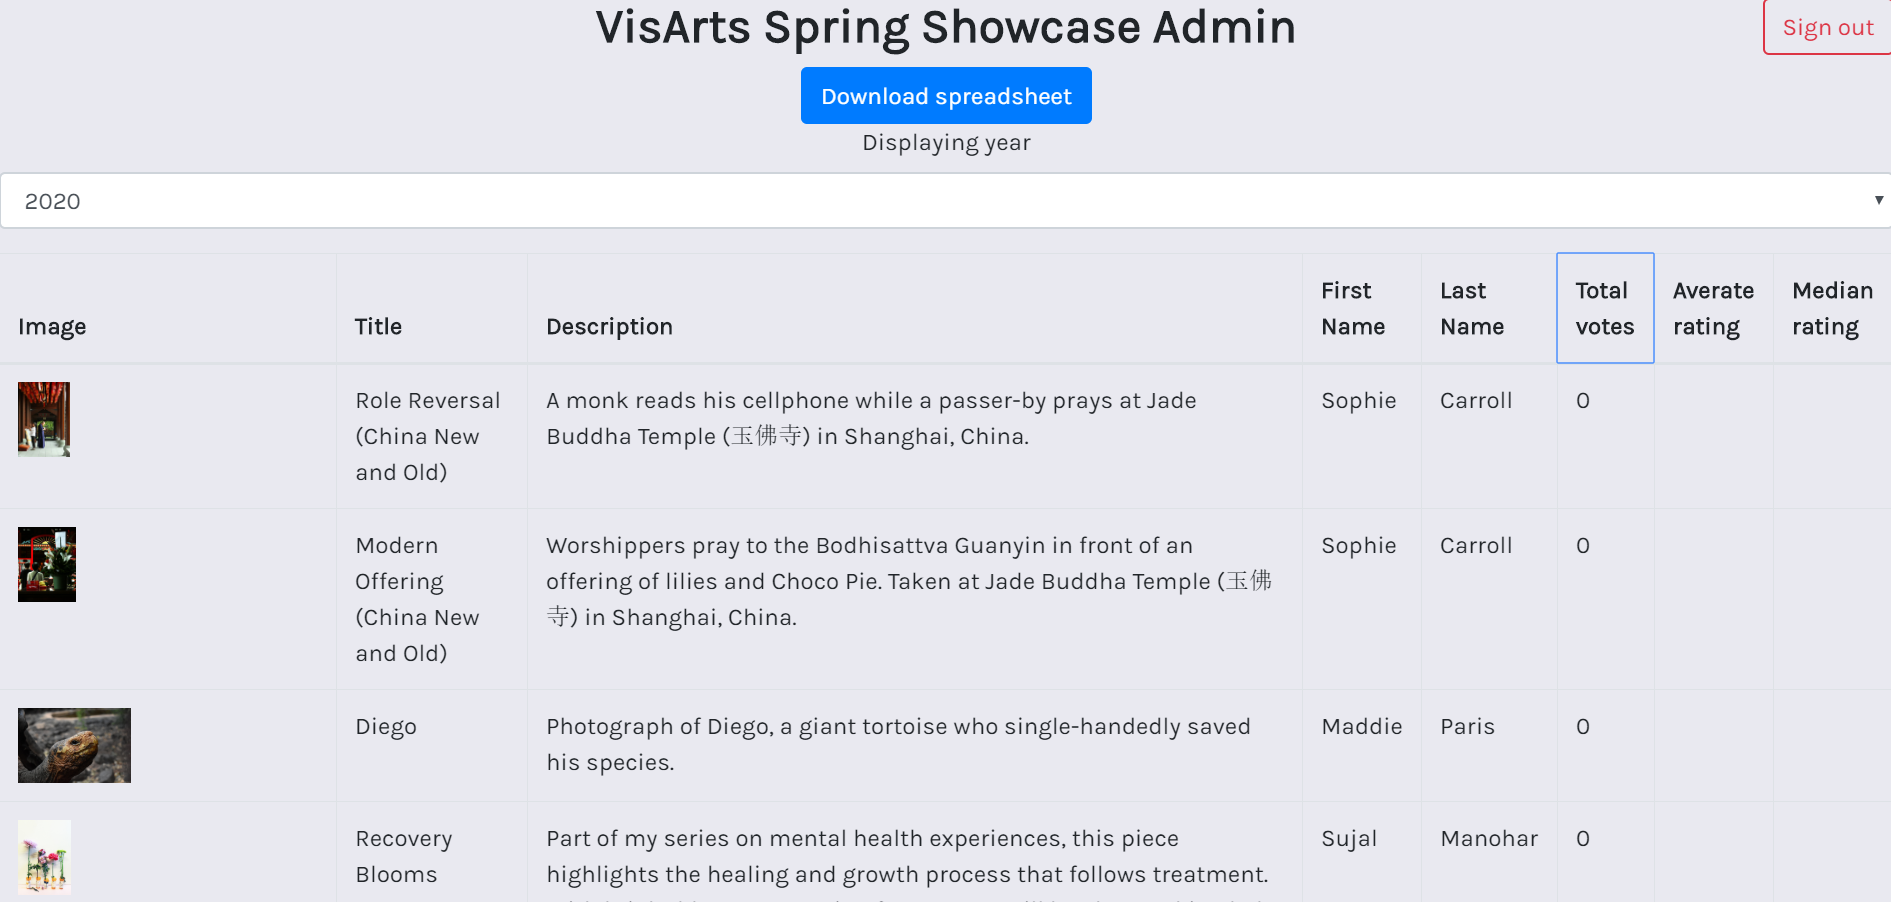 VisArts Spring Showcase Admin
Sign out
Download spreadsheet
Displaying year
2020
Image
Title
Description
First
Name
Last
Name
Total
votes
Averate
rating
Median
rating
Role Reversal
(China New
and Old)
A monk reads his cellphone while a passer-by prays at Jade
Buddha Temple (玉佛寺) in Shanghai, China.
Sophie
Carroll
0
Modern
Offering
(China New
and Old)
Worshippers pray to the Bodhisattva Guanyin in front of an
offering of lilies and Choco Pie. Taken at Jade Buddha Temple (玉佛
寺) in Shanghai, China.
Sophie
Carroll
0
Diego
Photograph of Diego, a giant tortoise who single-handedly saved
his species.
Maddie
Paris
0
Recovery
Blooms
Part of my series on mental health experiences, this piece
highlights the healing and growth process that follows treatment.
Sujal
Manohar
0